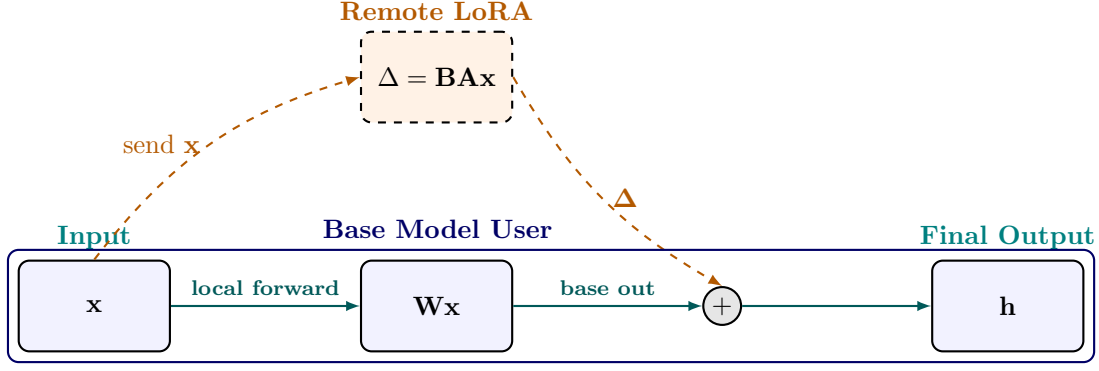 Remote LoRA
Δ = BAx
send x
Δ
Input
Base Model User
Final Output
x
local forward
Wx
base out
+
h